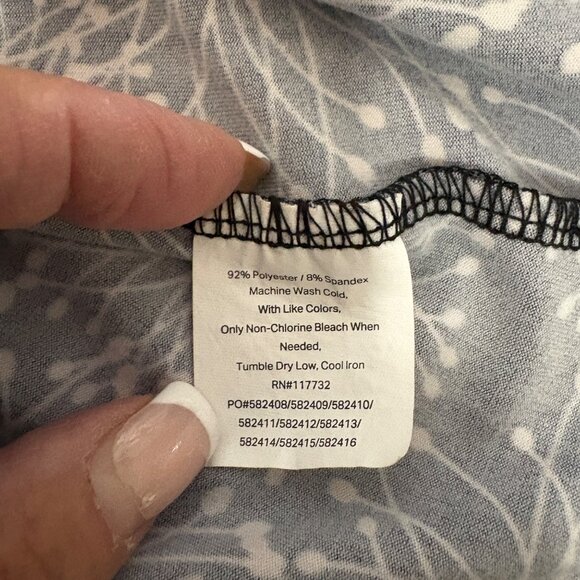 92% Polyester / 8% Spandex
Machine Wash Cold,
With Like Colors,
Only Non-Chlorine Bleach When
Needed,
Tumble Dry Low, Cool Iron
RN#117732
PO#582408/582409/582410/
582411/582412/582413/
582414/582415/582416